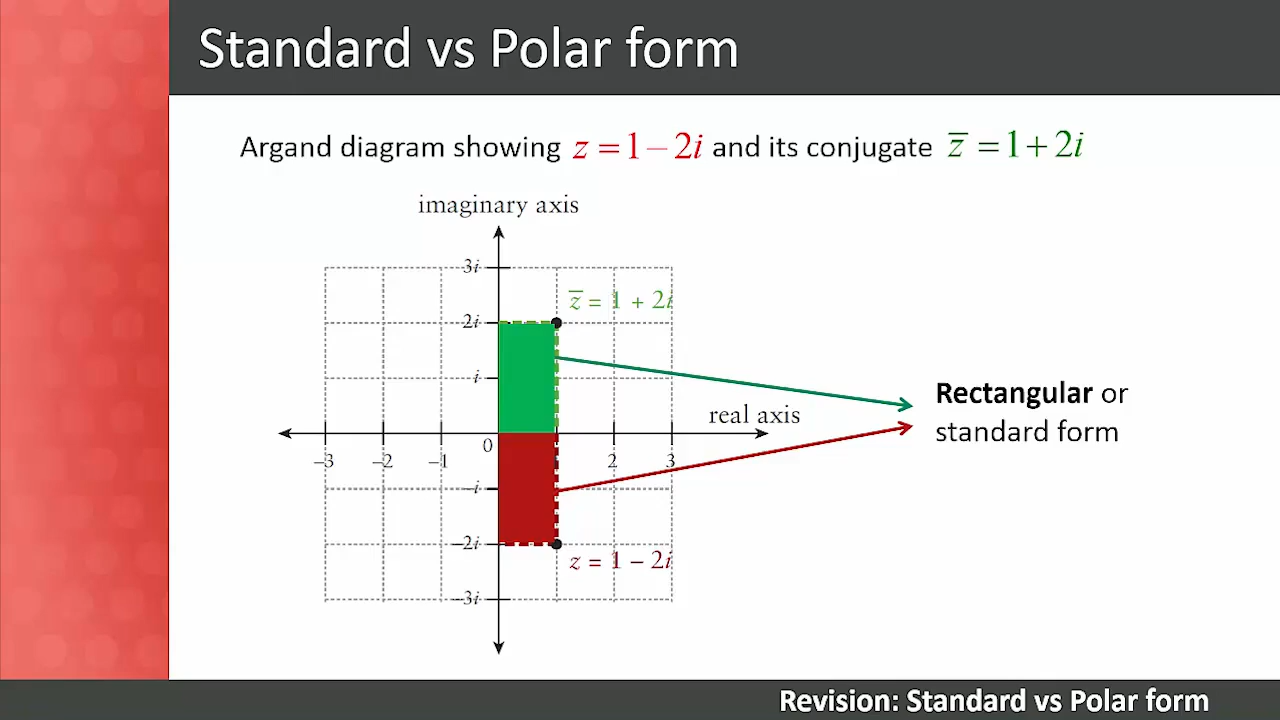 Standard vs Polar form
Argand diagram showing z = 1 − 2i and its conjugate z̅ = 1 + 2i
imaginary axis
3i
z̅ = 1 + 2i
2i
i
Rectangular or
standard form
real axis
0
−3 −2 −1 2 3
−i
−2i
z = 1 − 2i
−3i
Revision: Standard vs Polar form